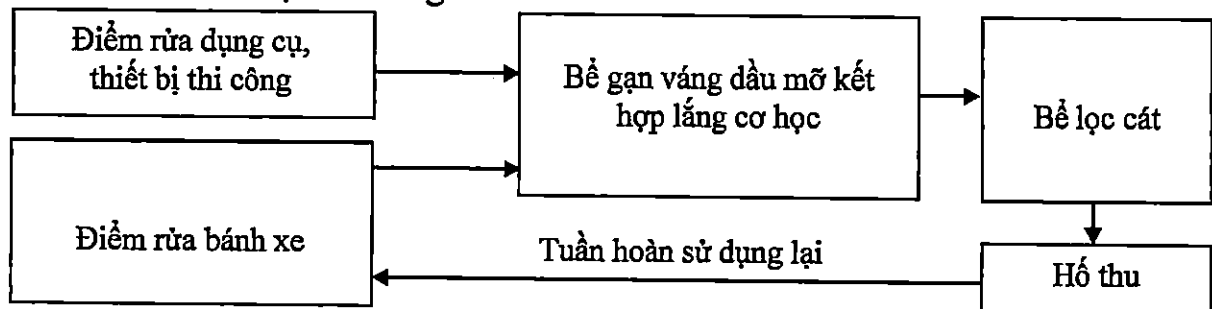 Điểm rửa dụng cụ,
thiết bị thi công
Bể gạn váng dầu mỡ kết
hợp lắng cơ học
Bể lọc cát
Điểm rửa bánh xe
Tuần hoàn sử dụng lại
Hố thu